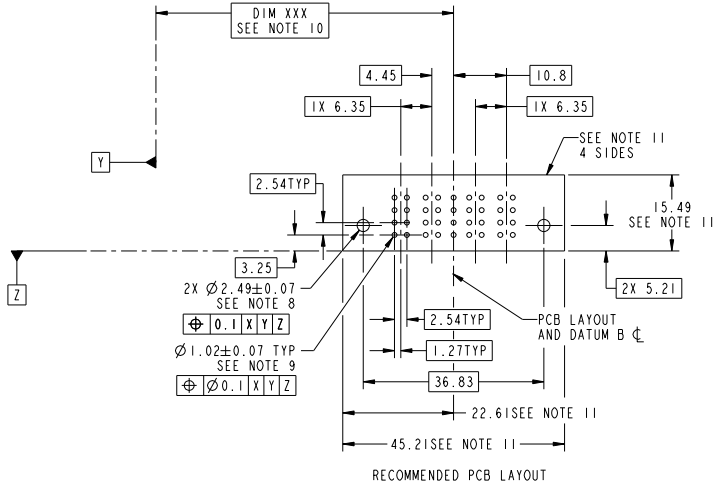 DIM XXX
SEE NOTE 10
4.45
10.8
1X 6.35
1X 6.35
SEE NOTE 11
4 SIDES
Y
2.54TYP
15.49
SEE NOTE 11
3.25
Z
2X Ø2.49±0.07
SEE NOTE 8
⌖ 0.1 X Y Z
2X 5.21
2.54TYP
PCB LAYOUT
AND DATUM B ℄
1.27TYP
Ø1.02±0.07 TYP
SEE NOTE 9
⌖ Ø0.1 X Y Z
36.83
22.61SEE NOTE 11
45.21SEE NOTE 11
RECOMMENDED PCB LAYOUT